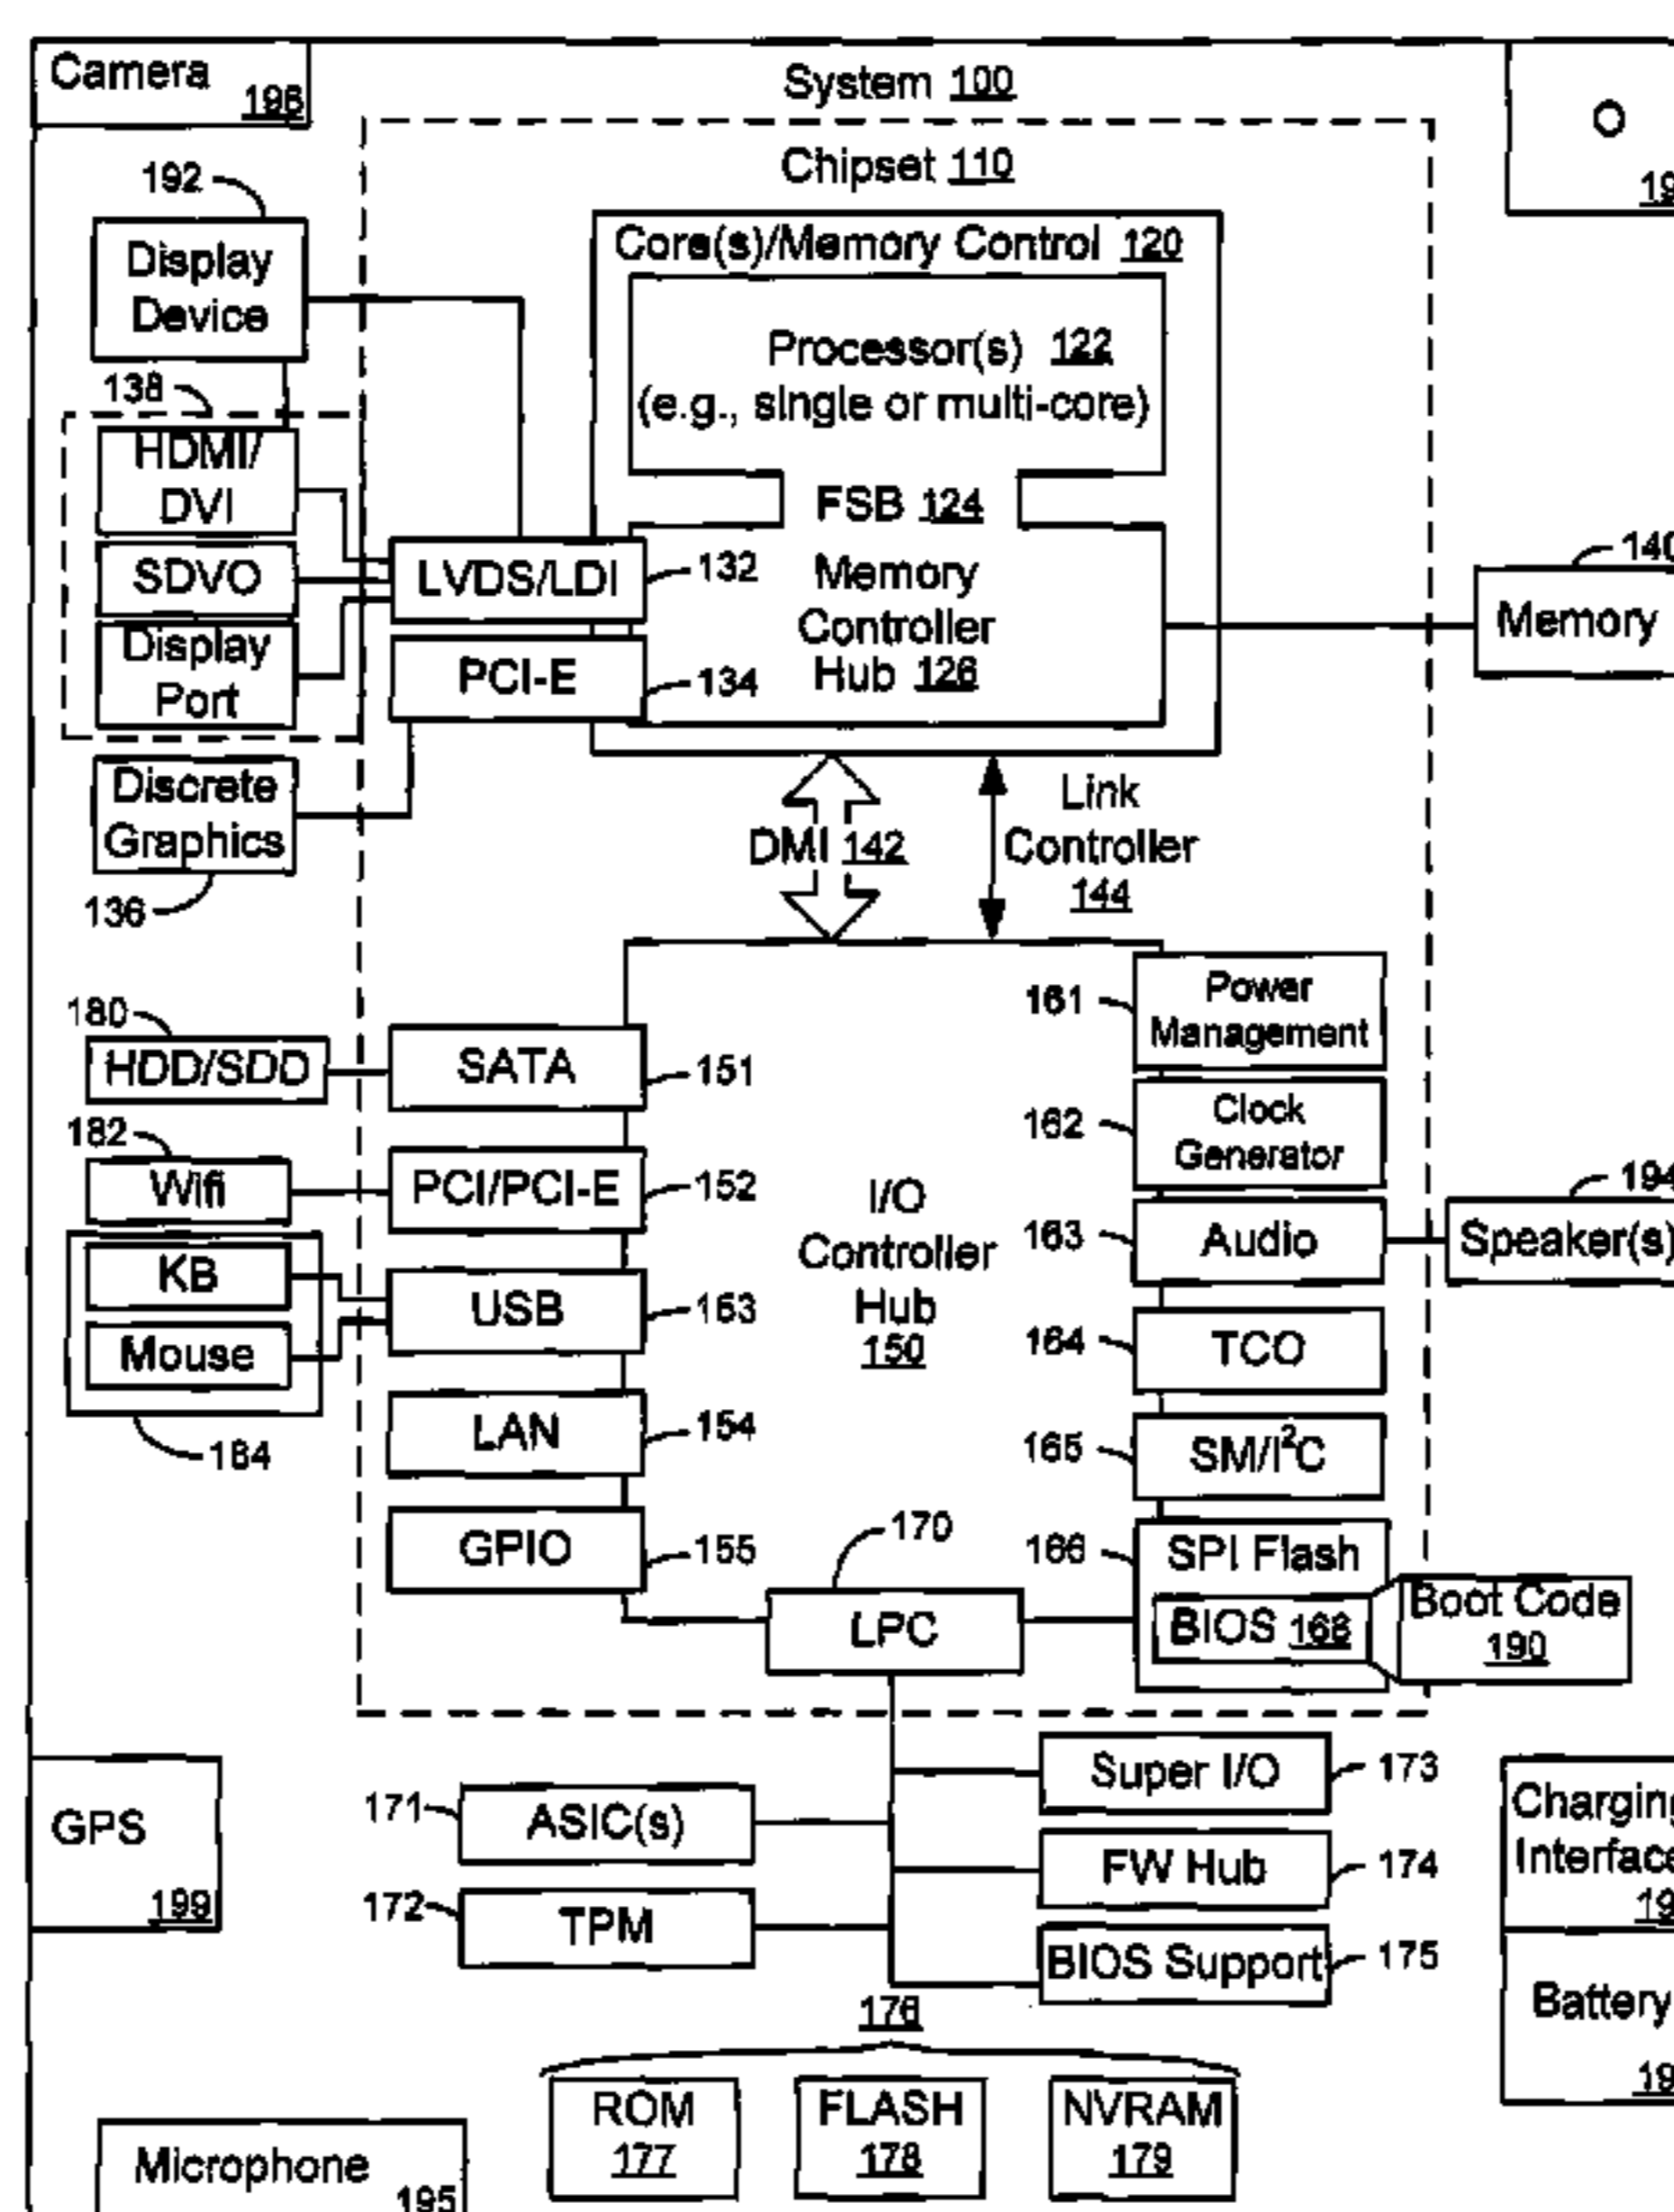 Camera
196
System 100
Chipset 110
192
Display
Device
Core(s)/Memory Control 120
Processor(s) 122
(e.g., single or multi-core)
138
HDMI/
DVI
SDVO
Display
Port
FSB 124
LVDS/LDI
132
PCI-E
134
Memory
Controller
Hub 126
140
Memory
Discrete
Graphics
136
DMI 142
Link
Controller
144
180
HDD/SDD
SATA
151
161
Power
Management
182
Wifi
PCI/PCI-E
152
162
Clock
Generator
I/O
Controller
Hub
150
KB
Mouse
184
USB
153
163
Audio
194
Speaker(s)
164
TCO
LAN
154
165
SM/I²C
GPIO
155
170
LPC
166
SPI Flash
BIOS 168
Boot Code
190
GPS
199
171
ASIC(s)
172
TPM
Super I/O
173
FW Hub
174
BIOS Support
175
Battery
176
ROM
177
FLASH
178
NVRAM
179
Microphone
195